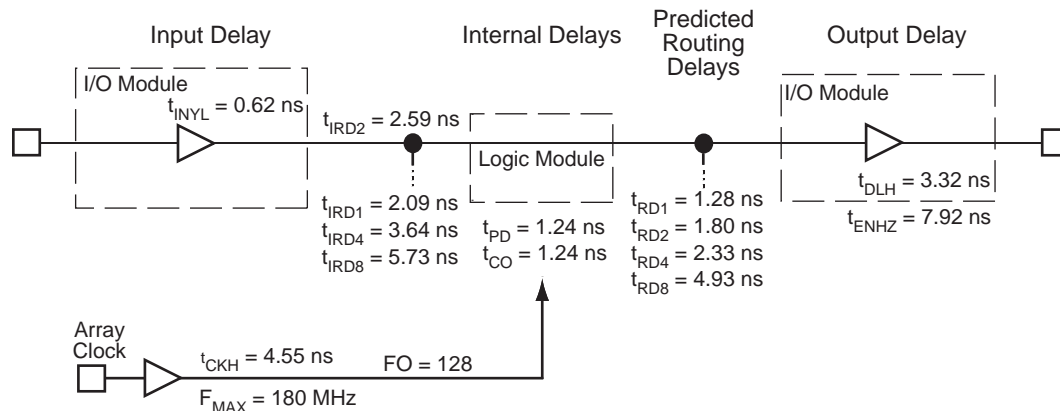 Input Delay
Internal Delays
Predicted
Routing
Delays
Output Delay
I/O Module
tINYL = 0.62 ns
tIRD2 = 2.59 ns
tIRD1 = 2.09 ns
tIRD4 = 3.64 ns
tIRD8 = 5.73 ns
Logic Module
tPD = 1.24 ns
tCO = 1.24 ns
tRD1 = 1.28 ns
tRD2 = 1.80 ns
tRD4 = 2.33 ns
tRD8 = 4.93 ns
I/O Module
tDLH = 3.32 ns
tENHZ = 7.92 ns
Array
Clock
tCKH = 4.55 ns
FO = 128
FMAX = 180 MHz